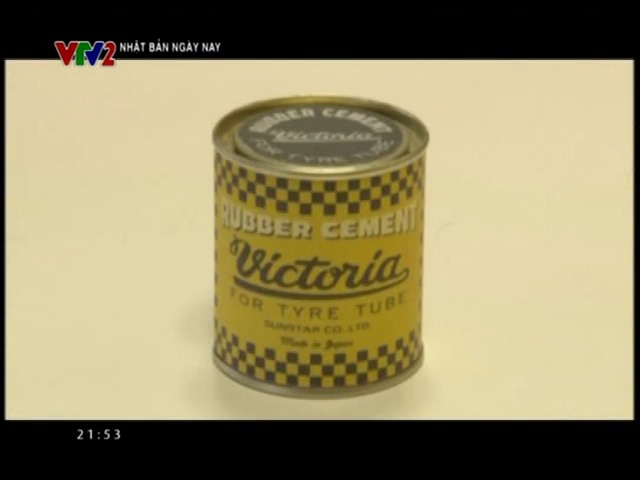 VTV2 NHẬT BẢN NGÀY NAY
RUBBER CEMENT
Victoria
FOR TYRE TUBE
RUBBER CEMENT
Victoria
FOR TYRE TUBE
SUNSTAR CO.,LTD.
Made in Japan
21:53